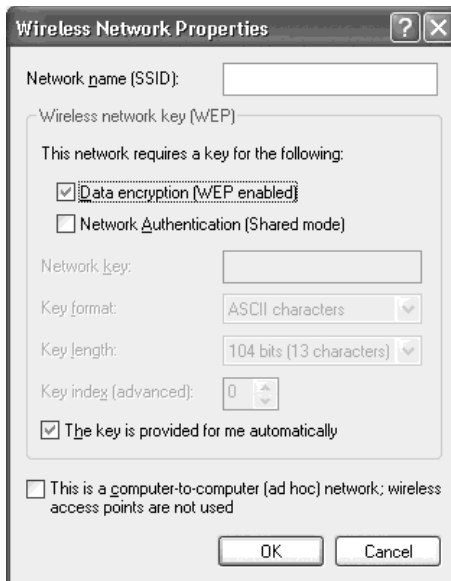 Wireless Network Properties
Network name (SSID):
Wireless network key (WEP)
This network requires a key for the following:
Data encryption (WEP enabled)
Network Authentication (Shared mode)
Network key:
Key format: ASCII characters
Key length: 104 bits (13 characters)
Key index (advanced): 0
The key is provided for me automatically
This is a computer-to-computer (ad hoc) network; wireless
access points are not used
OK Cancel